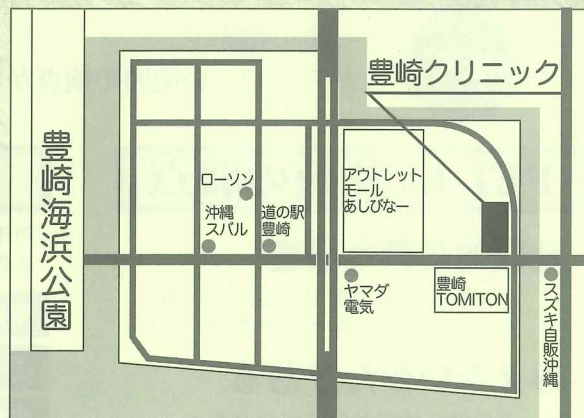 豊崎クリニック
豊崎海浜公園
ローソン
沖縄
スバル
道の駅
豊崎
アウトレット
モール
あしびなー
ヤマダ
電気
豊崎
TOMITON
スズキ自販沖縄